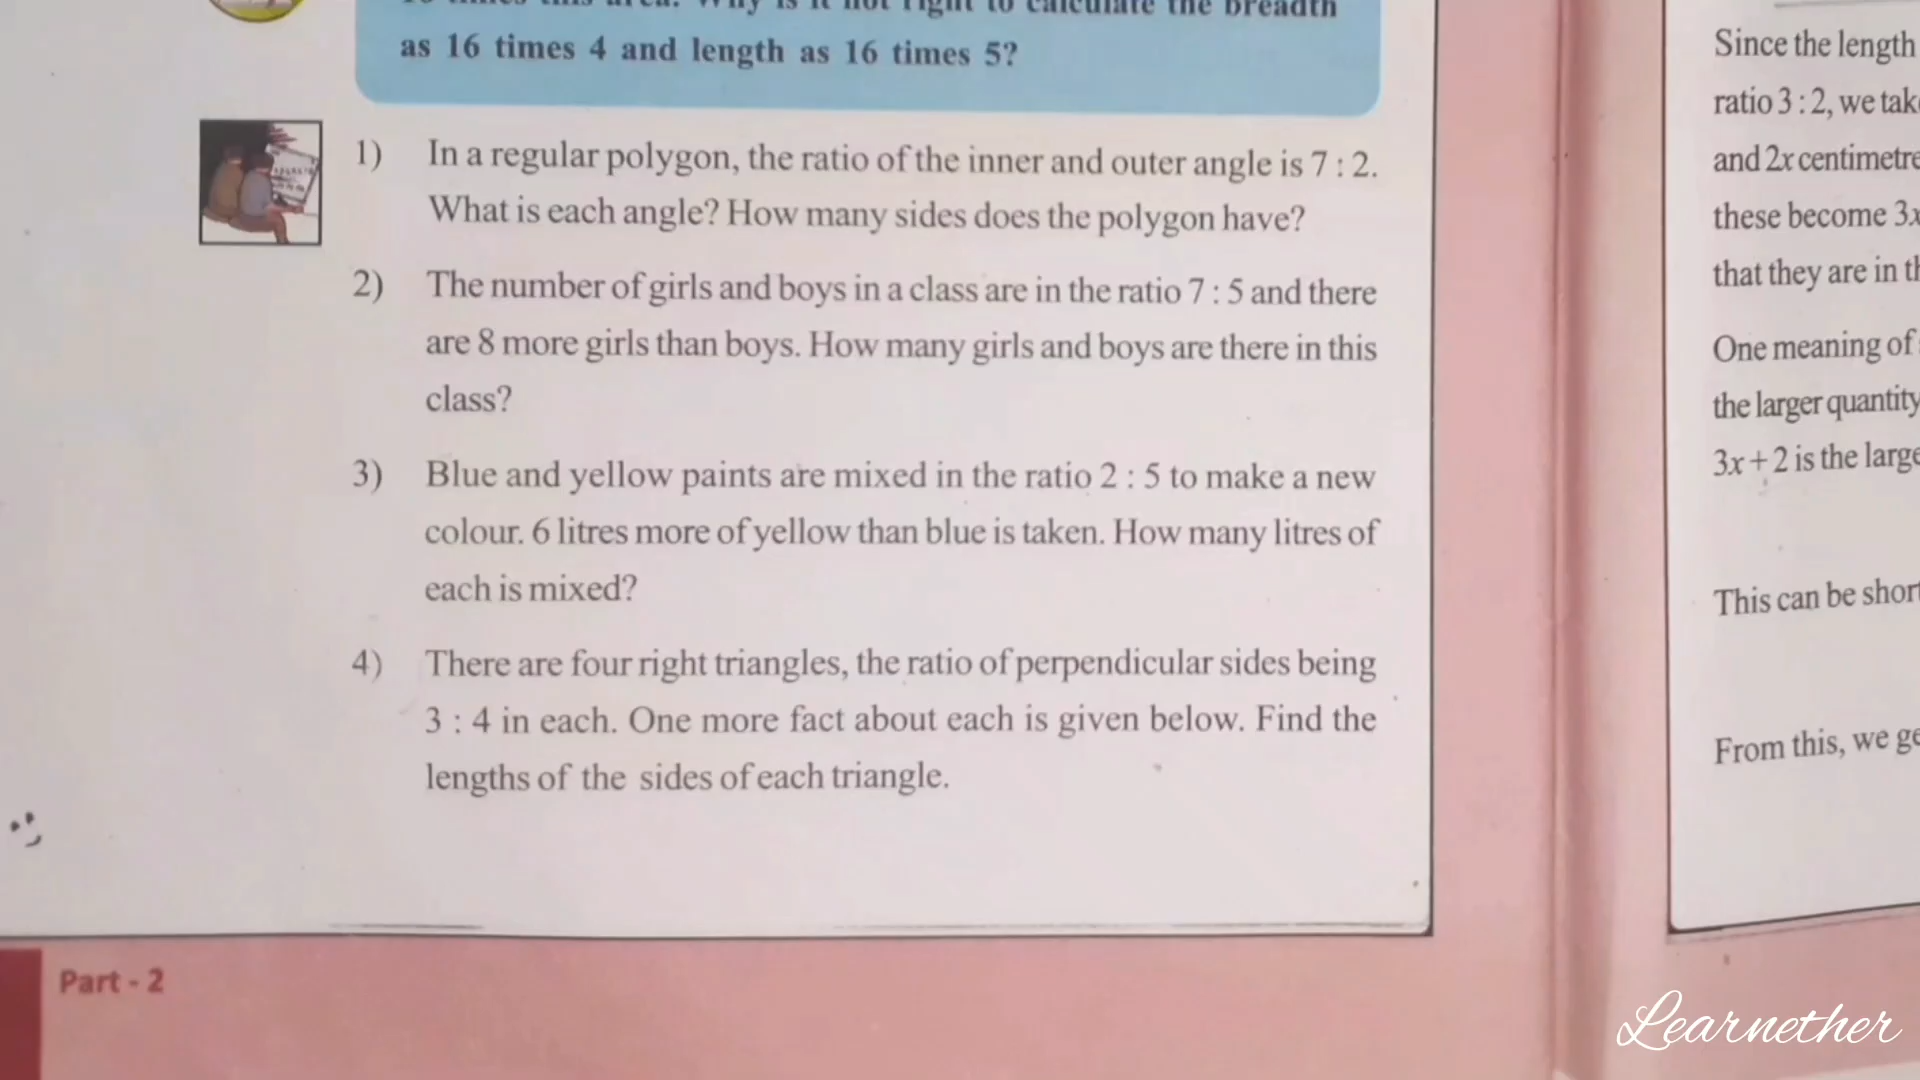 as 16 times 4 and length as 16 times 5?
1) In a regular polygon, the ratio of the inner and outer angle is 7 : 2.
What is each angle? How many sides does the polygon have?
2) The number of girls and boys in a class are in the ratio 7 : 5 and there
are 8 more girls than boys. How many girls and boys are there in this
class?
3) Blue and yellow paints are mixed in the ratio 2 : 5 to make a new
colour. 6 litres more of yellow than blue is taken. How many litres of
each is mixed?
4) There are four right triangles, the ratio of perpendicular sides being
3 : 4 in each. One more fact about each is given below. Find the
lengths of the sides of each triangle.
Part - 2
Since the length
ratio 3 : 2, we
and 2x
these become
that they are in
One meaning of
the larger quantity
3x + 2 is the
This can be
From this, we
Learnether